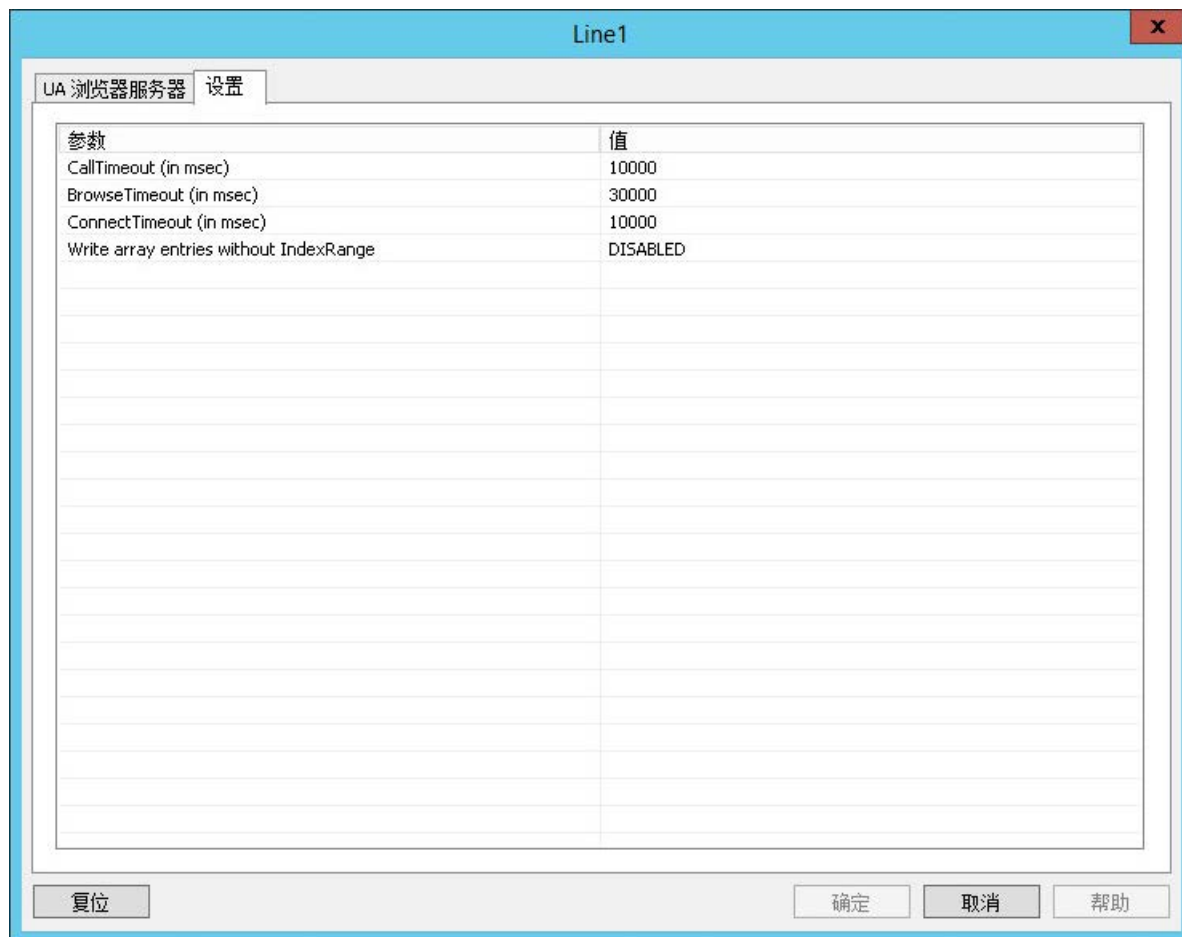 Line1
x
UA 浏览器服务器 设置
参数 值
CallTimeout (in msec) 10000
BrowseTimeout (in msec) 30000
ConnectTimeout (in msec) 10000
Write array entries without IndexRange DISABLED
复位 确定 取消 帮助